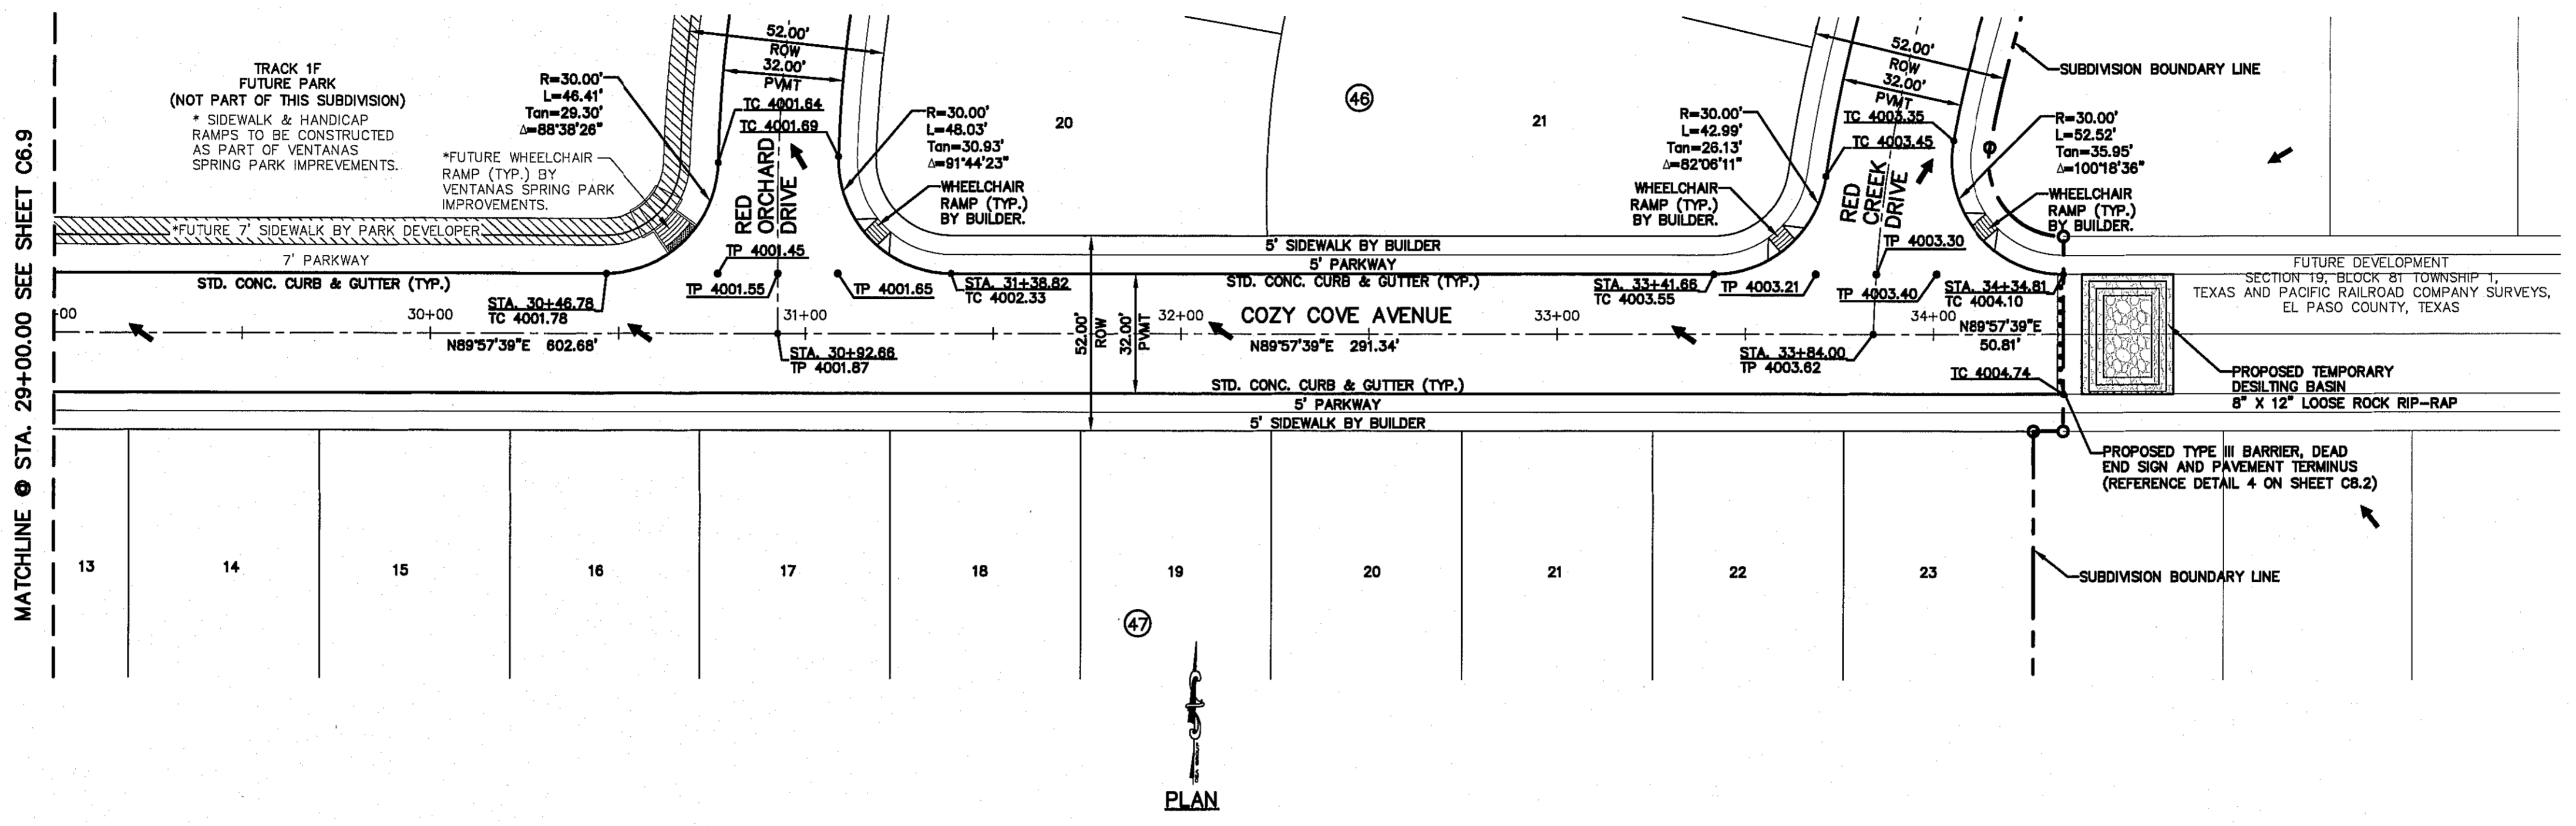 MATCHLINE @ STA. 29+00.00 SEE SHEET C6.9
TRACK 1F
FUTURE PARK
(NOT PART OF THIS SUBDIVISION)
* SIDEWALK & HANDICAP
RAMPS TO BE CONSTRUCTED
AS PART OF VENTANAS
SPRING PARK IMPREVEMENTS.
*FUTURE WHEELCHAIR
RAMP (TYP.) BY
VENTANAS SPRING PARK
IMPROVEMENTS.
R=30.00'
L=46.41'
Tan=29.30'
Δ=88°38'26"
52.00'
ROW
32.00'
PVMT
TC 4001.64
TC 4001.69
RED
ORCHARD
DRIVE
R=30.00'
L=48.03'
Tan=30.93'
Δ=91°44'23"
WHEELCHAIR
RAMP (TYP.)
BY BUILDER.
20
46
21
R=30.00'
L=42.99'
Tan=26.13'
Δ=82°06'11"
WHEELCHAIR
RAMP (TYP.)
BY BUILDER.
52.00'
ROW
32.00'
PVMT
TC 4003.35
TC 4003.45
RED
CREEK
DRIVE
SUBDIVISION BOUNDARY LINE
R=30.00'
L=52.52'
Tan=35.95'
Δ=100°18'36"
WHEELCHAIR
RAMP (TYP.)
BY BUILDER.
*FUTURE 7' SIDEWALK BY PARK DEVELOPER
7' PARKWAY
STD. CONC. CURB & GUTTER (TYP.)
TP 4001.45
TP 4001.55
TP 4001.65
STA. 30+46.78
TC 4001.78
STA. 31+38.82
TC 4002.33
5' SIDEWALK BY BUILDER
5' PARKWAY
STD. CONC. CURB & GUTTER (TYP.)
STA. 33+41.66
TC 4003.55
TP 4003.21
TP 4003.30
TP 4003.40
STA. 34+34.81
TC 4004.10
FUTURE DEVELOPMENT
SECTION 19, BLOCK 81 TOWNSHIP 1,
TEXAS AND PACIFIC RAILROAD COMPANY SURVEYS,
EL PASO COUNTY, TEXAS
+00
30+00
31+00
32+00
COZY COVE AVENUE
33+00
34+00
N89°57'39"E 602.68'
STA. 30+92.66
TP 4001.87
52.00'
ROW
32.00'
PVMT
N89°57'39"E 291.34'
STA. 33+84.00
TP 4003.62
N89°57'39"E
50.81'
TC 4004.74
STD. CONC. CURB & GUTTER (TYP.)
5' PARKWAY
5' SIDEWALK BY BUILDER
PROPOSED TEMPORARY
DESILTING BASIN
8" X 12" LOOSE ROCK RIP-RAP
PROPOSED TYPE III BARRIER, DEAD
END SIGN AND PAVEMENT TERMINUS
(REFERENCE DETAIL 4 ON SHEET C8.2)
13
14
15
16
17
18
19
20
21
22
23
SUBDIVISION BOUNDARY LINE
47
PLAN